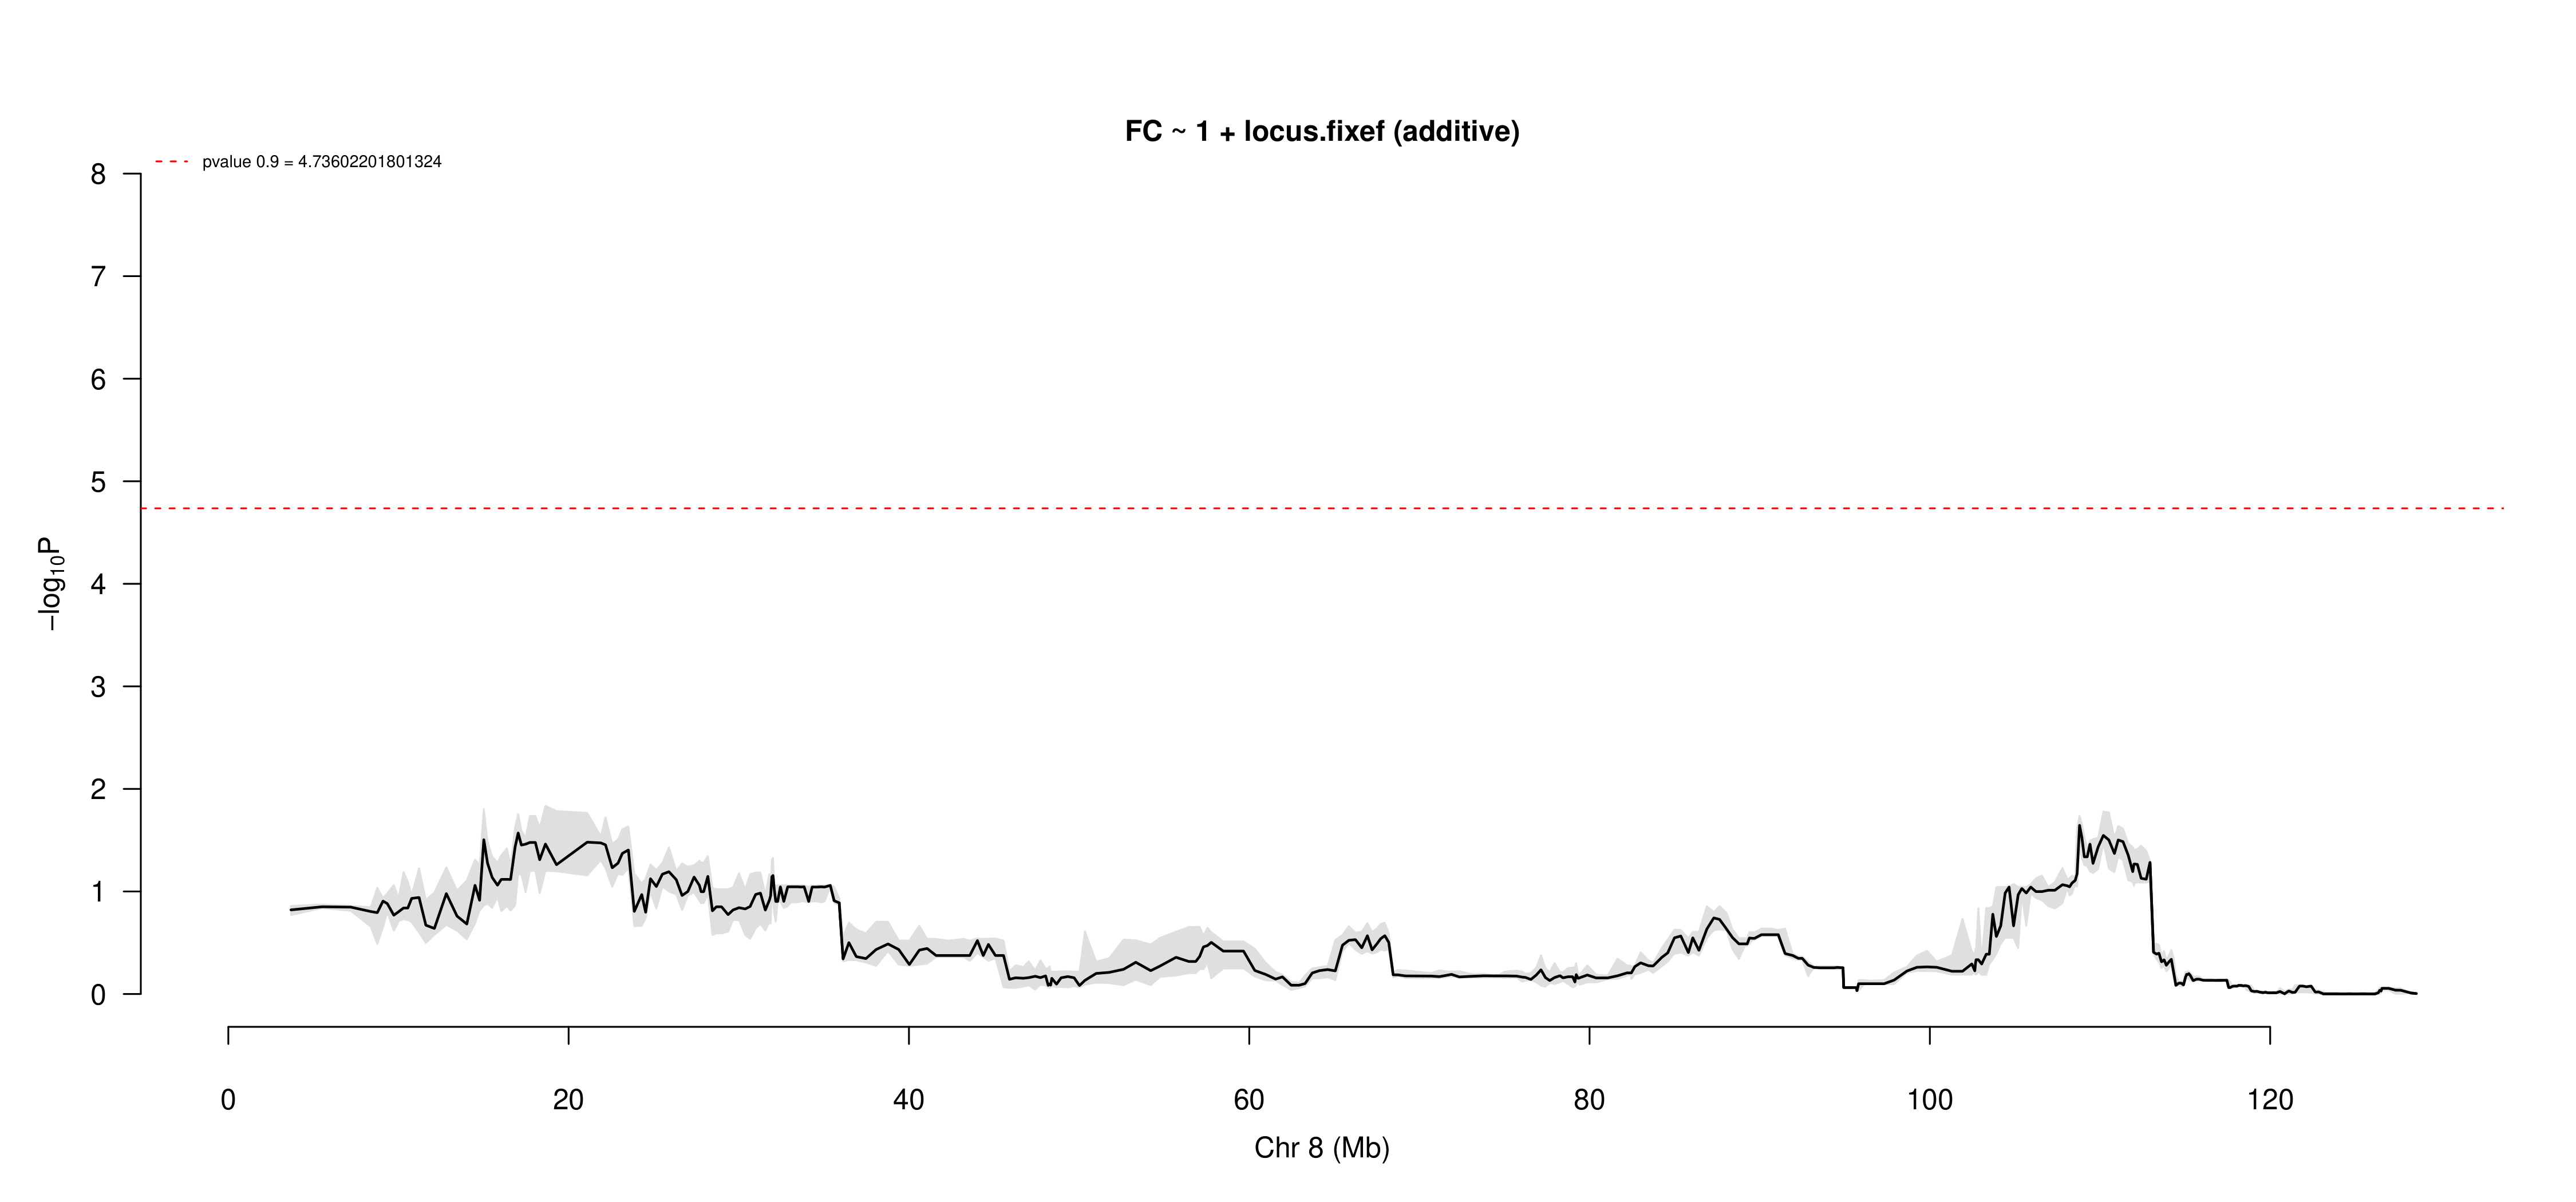 FC ~ 1 + locus.fixef (additive)
pvalue 0.9 = 4.73602201801324
8
7
6
5
4
3
2
1
0
−log10P
0 20 40 60 80 100 120
Chr 8 (Mb)